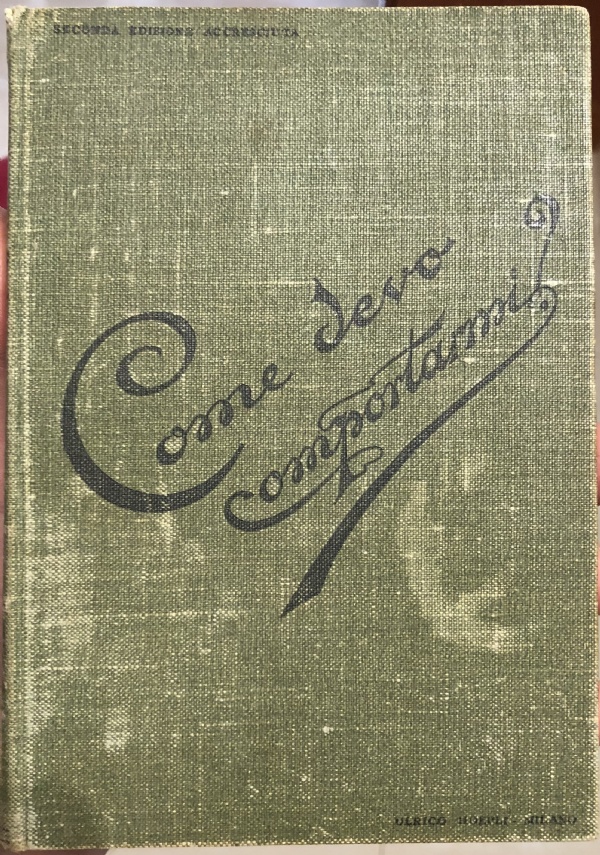 SECONDA EDIZIONE ACCRESCIUTA
Come devo
comportarmi?
ULRICO HOEPLI - MILANO